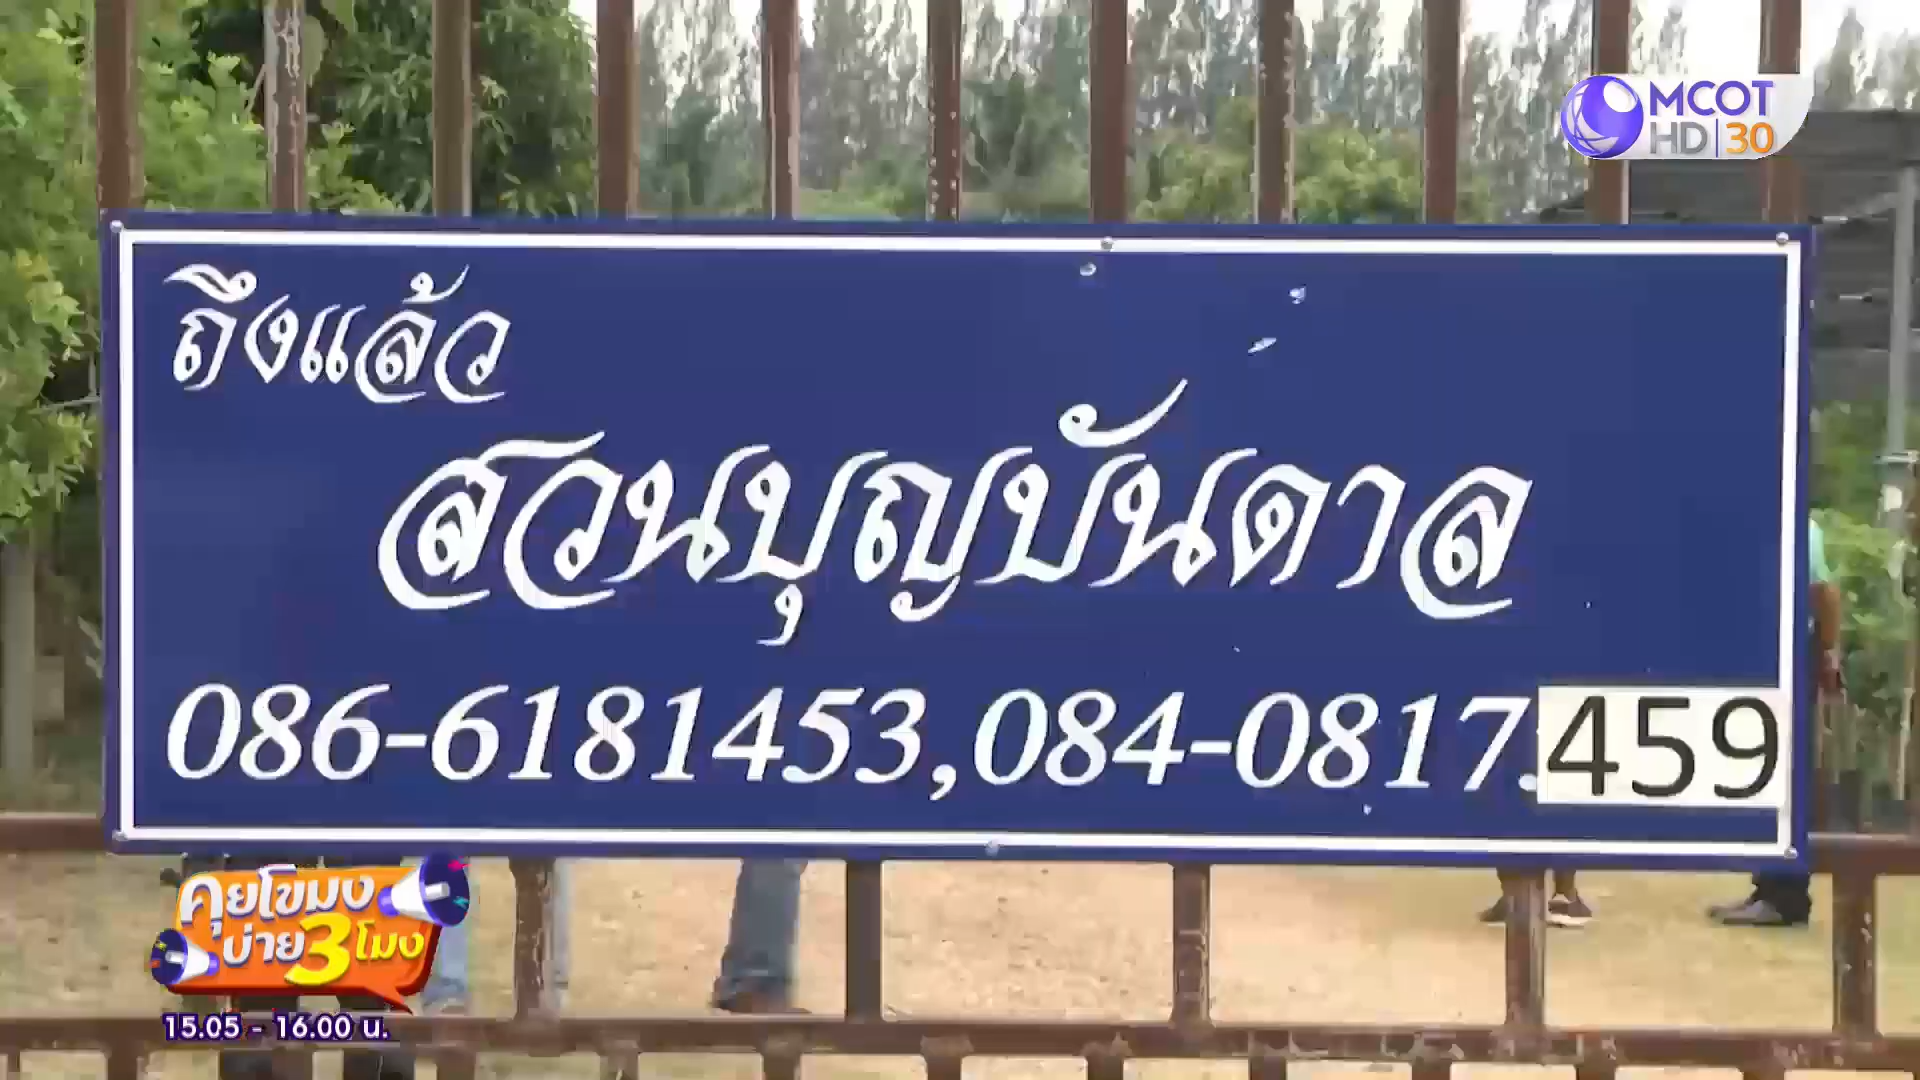 MCOT
HD 30
ถึงแล้ว
สวนบุญบันดาล
086-6181453,084-0817.459
คุยโขมง
บ่าย 3 โมง
15.05 - 16.00 น.